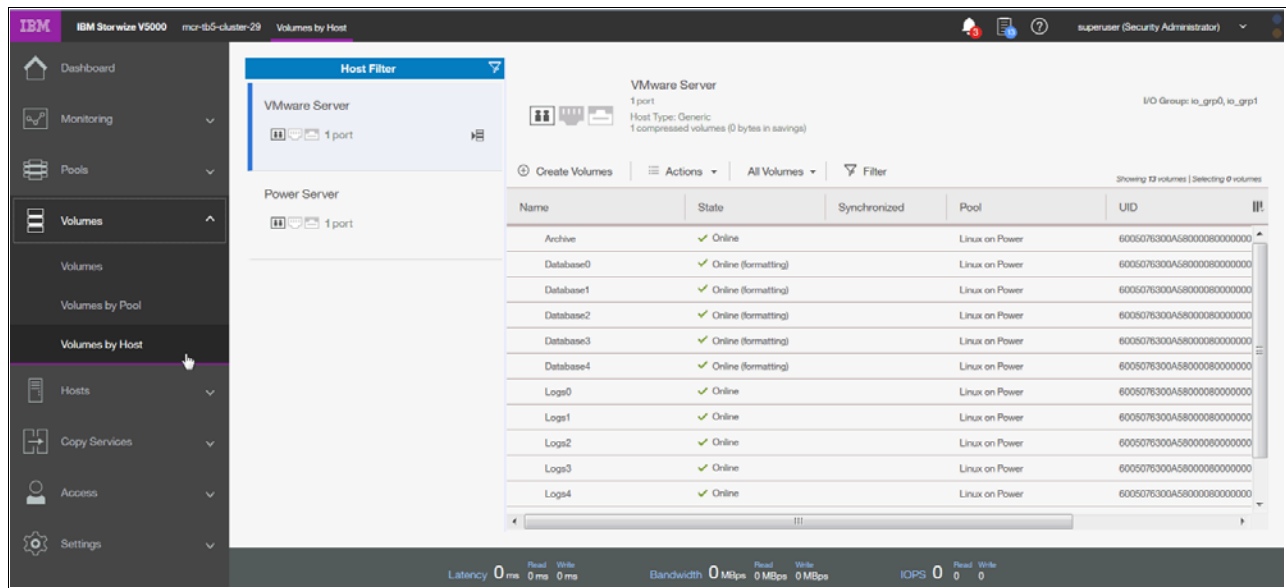 IBM IBM Storwize V5000 mcr-tb5-cluster-29 Volumes by Host 3 13 superuser (Security Administrator)
Dashboard
Monitoring
Pools
Volumes
Volumes
Volumes by Pool
Volumes by Host
Hosts
Copy Services
Access
Settings
Host Filter
VMware Server
1 port
Power Server
1 port
VMware Server
1 port
Host Type: Generic
1 compressed volumes (0 bytes in savings)
I/O Group: io_grp0, io_grp1
Create Volumes Actions All Volumes Filter
Showing 13 volumes | Selecting 0 volumes
Name State Synchronized Pool UID
Archive Online Linux on Power 6005076300A58000080000000
Database0 Online (formatting) Linux on Power 6005076300A58000080000000
Database1 Online (formatting) Linux on Power 6005076300A58000080000000
Database2 Online (formatting) Linux on Power 6005076300A58000080000000
Database3 Online (formatting) Linux on Power 6005076300A58000080000000
Database4 Online (formatting) Linux on Power 6005076300A58000080000000
Logs0 Online Linux on Power 6005076300A58000080000000
Logs1 Online Linux on Power 6005076300A58000080000000
Logs2 Online Linux on Power 6005076300A58000080000000
Logs3 Online Linux on Power 6005076300A58000080000000
Logs4 Online Linux on Power 6005076300A58000080000000
Latency 0 ms Read 0 ms Write 0 ms Bandwidth 0 MBps Read 0 MBps Write 0 MBps IOPS 0 Read 0 Write 0